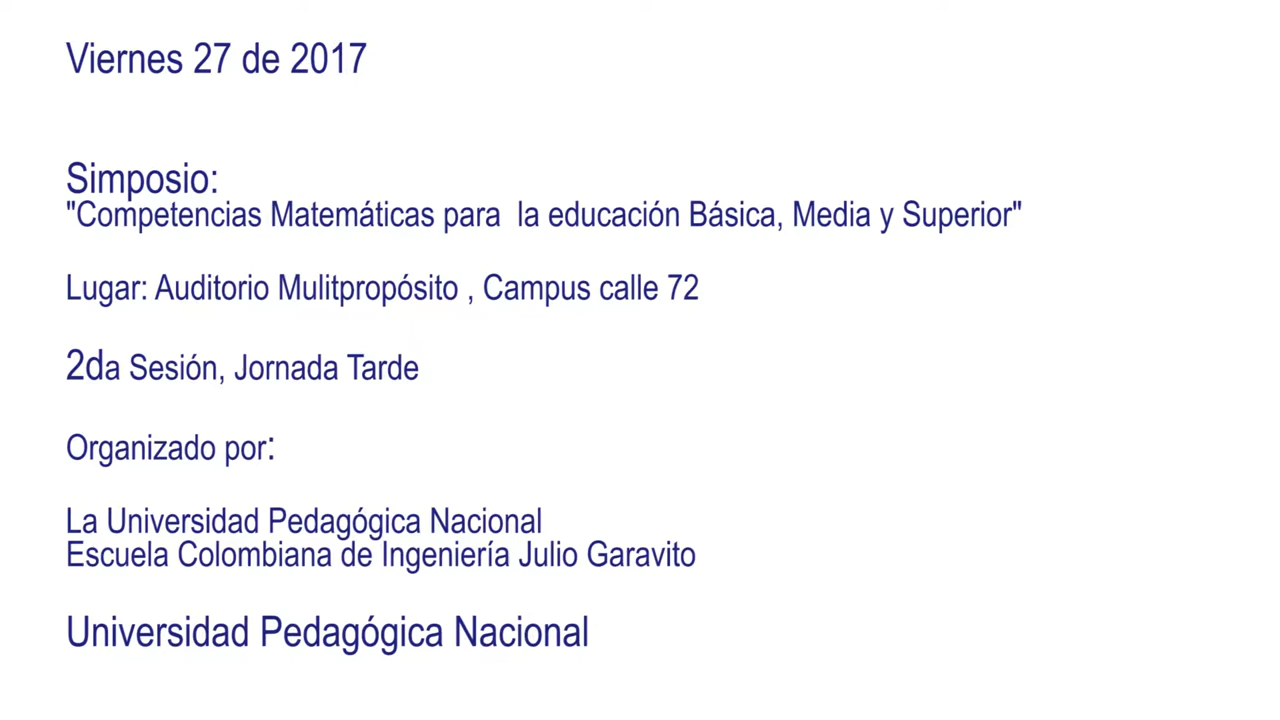 Viernes 27 de 2017
Simposio:
"Competencias Matemáticas para  la educación Básica, Media y Superior"
Lugar: Auditorio Mulitpropósito , Campus calle 72
2da Sesión, Jornada Tarde
Organizado por:
La Universidad Pedagógica Nacional
Escuela Colombiana de Ingeniería Julio Garavito
Universidad Pedagógica Nacional